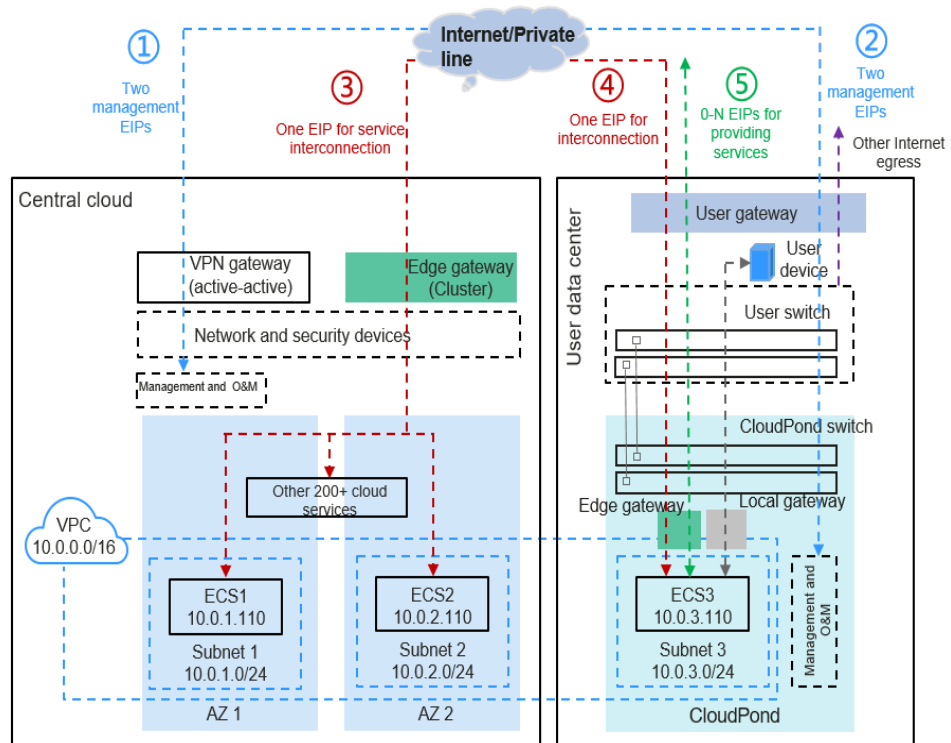 Internet/Private
line
①
Two
management
EIPs
③
One EIP for service
interconnection
④
One EIP for
interconnection
⑤
0-N EIPs for
providing
services
②
Two
management
EIPs
Other Internet
egress
Central cloud
VPN gateway
(active-active)
Edge gateway
(Cluster)
Network and security devices
Management and O&M
Other 200+ cloud
services
VPC
10.0.0.0/16
ECS1
10.0.1.110
Subnet 1
10.0.1.0/24
AZ 1
ECS2
10.0.2.110
Subnet 2
10.0.2.0/24
AZ 2
User data center
User gateway
User
device
User switch
CloudPond switch
Edge gateway
Local gateway
ECS3
10.0.3.110
Subnet 3
10.0.3.0/24
Management and
O&M
CloudPond